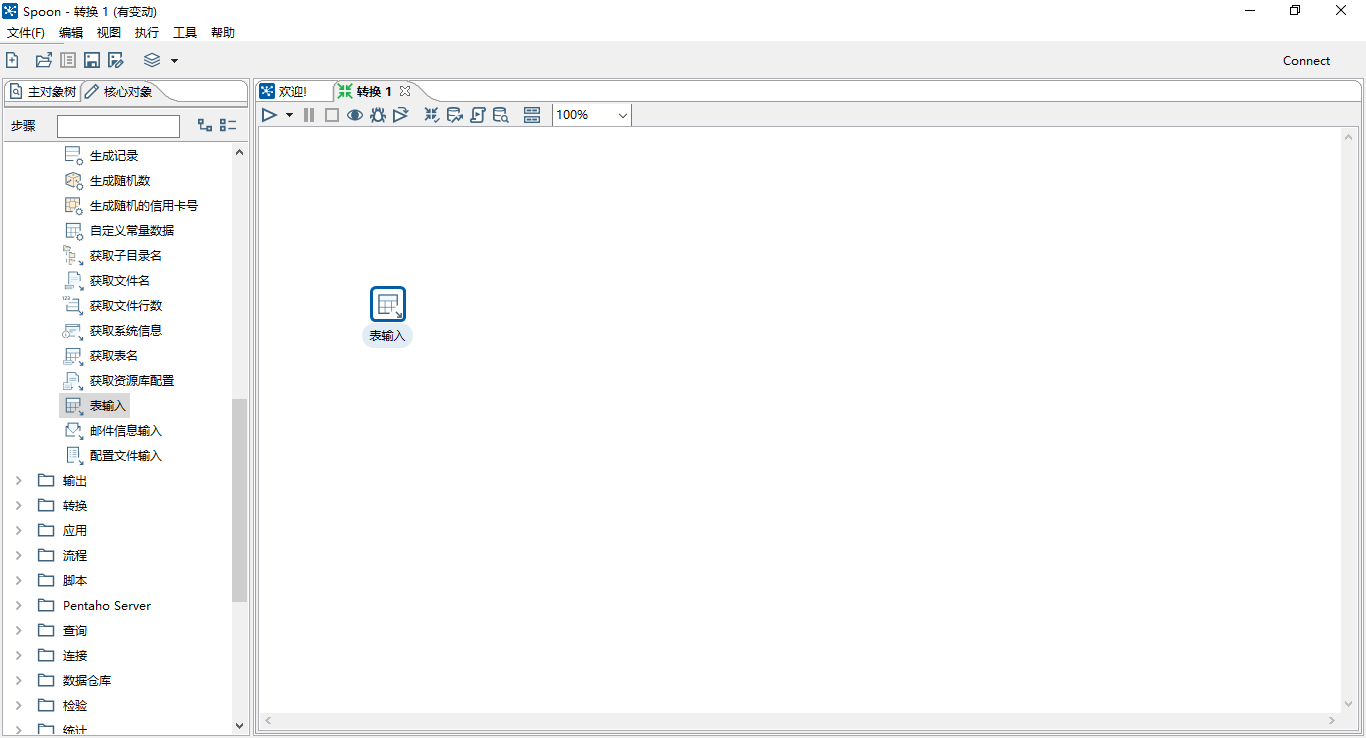 Spoon - 转换 1 (有变动)
文件(F) 编辑 视图 执行 工具 帮助
Connect
主对象树 核心对象
欢迎! 转换 1
步骤
100%
生成记录
生成随机数
生成随机的信用卡号
自定义常量数据
获取子目录名
获取文件名
123
获取文件行数
获取系统信息
获取表名
获取资源库配置
表输入
邮件信息输入
配置文件输入
输出
转换
应用
流程
脚本
Pentaho Server
查询
连接
数据仓库
检验
统计
表输入